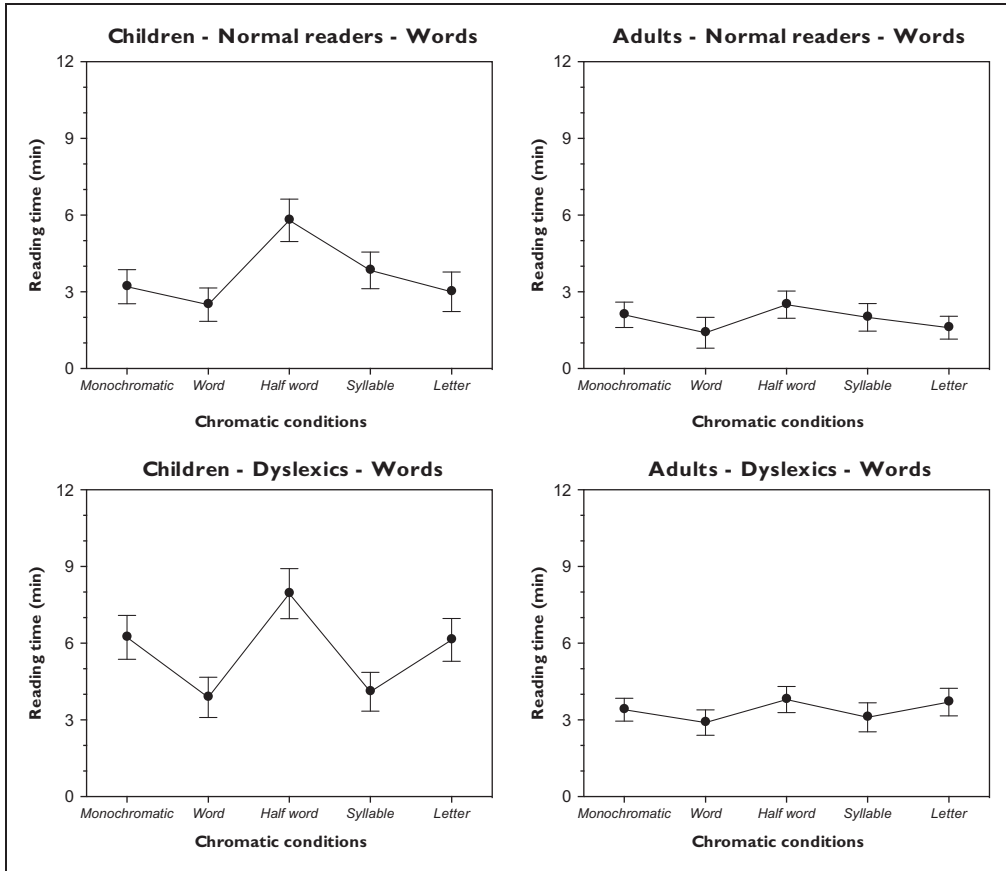 Children - Normal readers - Words
12
9
6
3
0
Reading time (min)
Monochromatic Word Half word Syllable Letter
Chromatic conditions
Adults - Normal readers - Words
12
9
6
3
0
Reading time (min)
Monochromatic Word Half word Syllable Letter
Chromatic conditions
Children - Dyslexics - Words
12
9
6
3
0
Reading time (min)
Monochromatic Word Half word Syllable Letter
Chromatic conditions
Adults - Dyslexics - Words
12
9
6
3
0
Reading time (min)
Monochromatic Word Half word Syllable Letter
Chromatic conditions